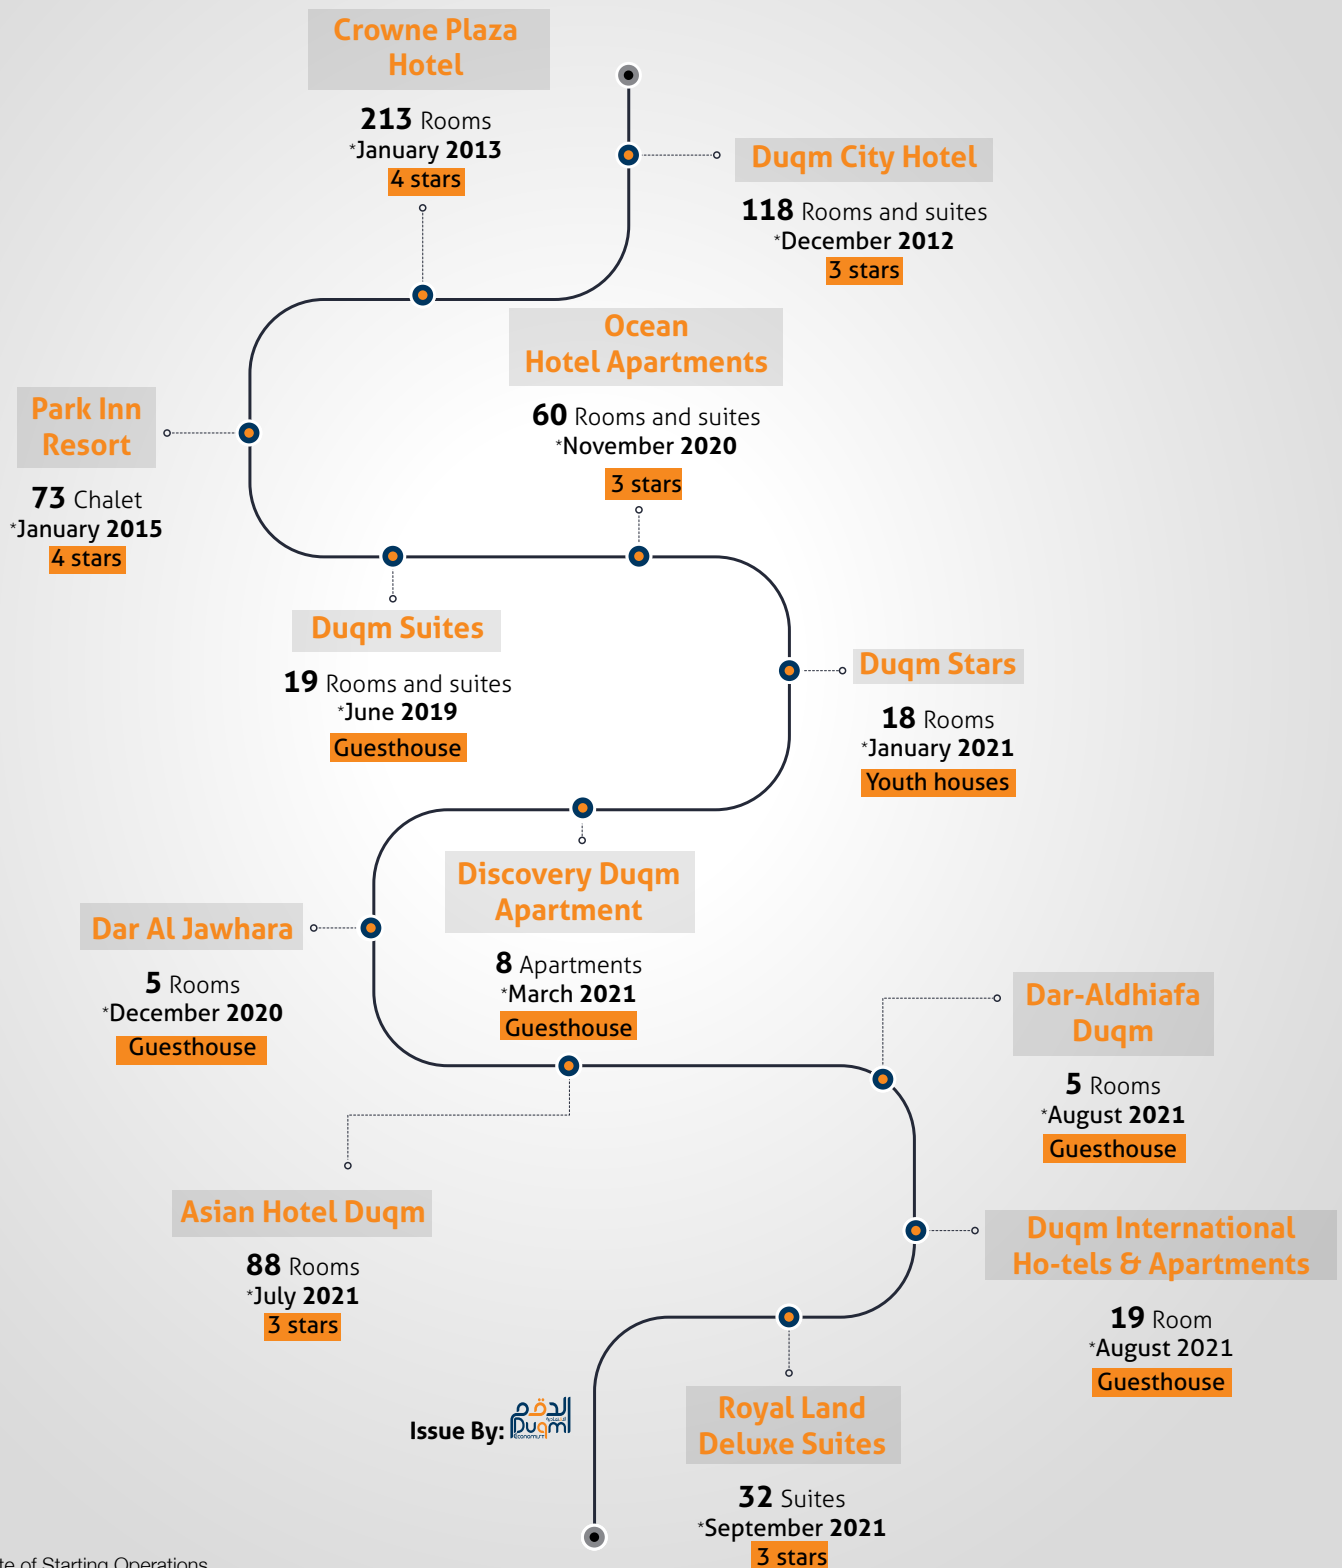 Crowne Plaza
Hotel
213 Rooms
*January 2013
4 stars
Duqm City Hotel
118 Rooms and suites
*December 2012
3 stars
Ocean
Hotel Apartments
60 Rooms and suites
*November 2020
3 stars
Park Inn
Resort
73 Chalet
*January 2015
4 stars
Duqm Suites
19 Rooms and suites
*June 2019
Guesthouse
Duqm Stars
18 Rooms
*January 2021
Youth houses
Discovery Duqm
Apartment
8 Apartments
*March 2021
Guesthouse
Dar Al Jawhara
5 Rooms
*December 2020
Guesthouse
Dar-Aldhiafa
Duqm
5 Rooms
*August 2021
Guesthouse
Asian Hotel Duqm
88 Rooms
*July 2021
3 stars
Duqm International
Ho-tels & Apartments
19 Room
*August 2021
Guesthouse
Royal Land
Deluxe Suites
32 Suites
*September 2021
3 stars
Issue By:
الدقم
Duqm
Economist
of Starting Operations